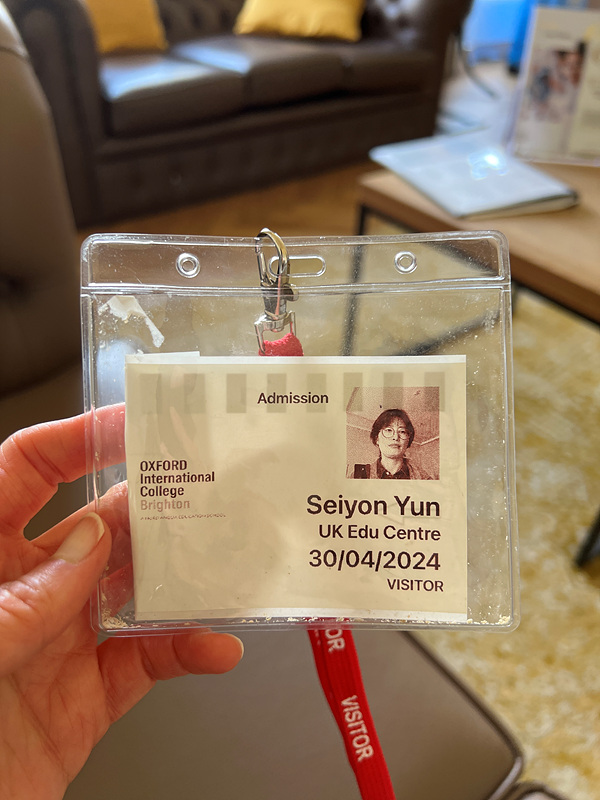 Admission
OXFORD
International
College
Brighton
Seiyon Yun
UK Edu Centre
30/04/2024
VISITOR
VISITOR